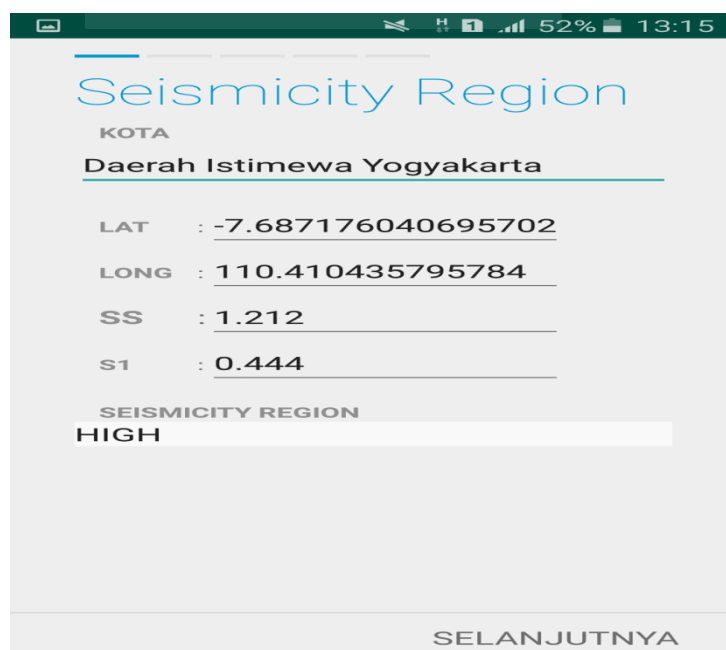 H 1 52% 13:15
Seismicity Region
KOTA
Daerah Istimewa Yogyakarta
LAT : -7.687176040695702
LONG : 110.410435795784
SS : 1.212
S1 : 0.444
SEISMICITY REGION
HIGH
SELANJUTNYA